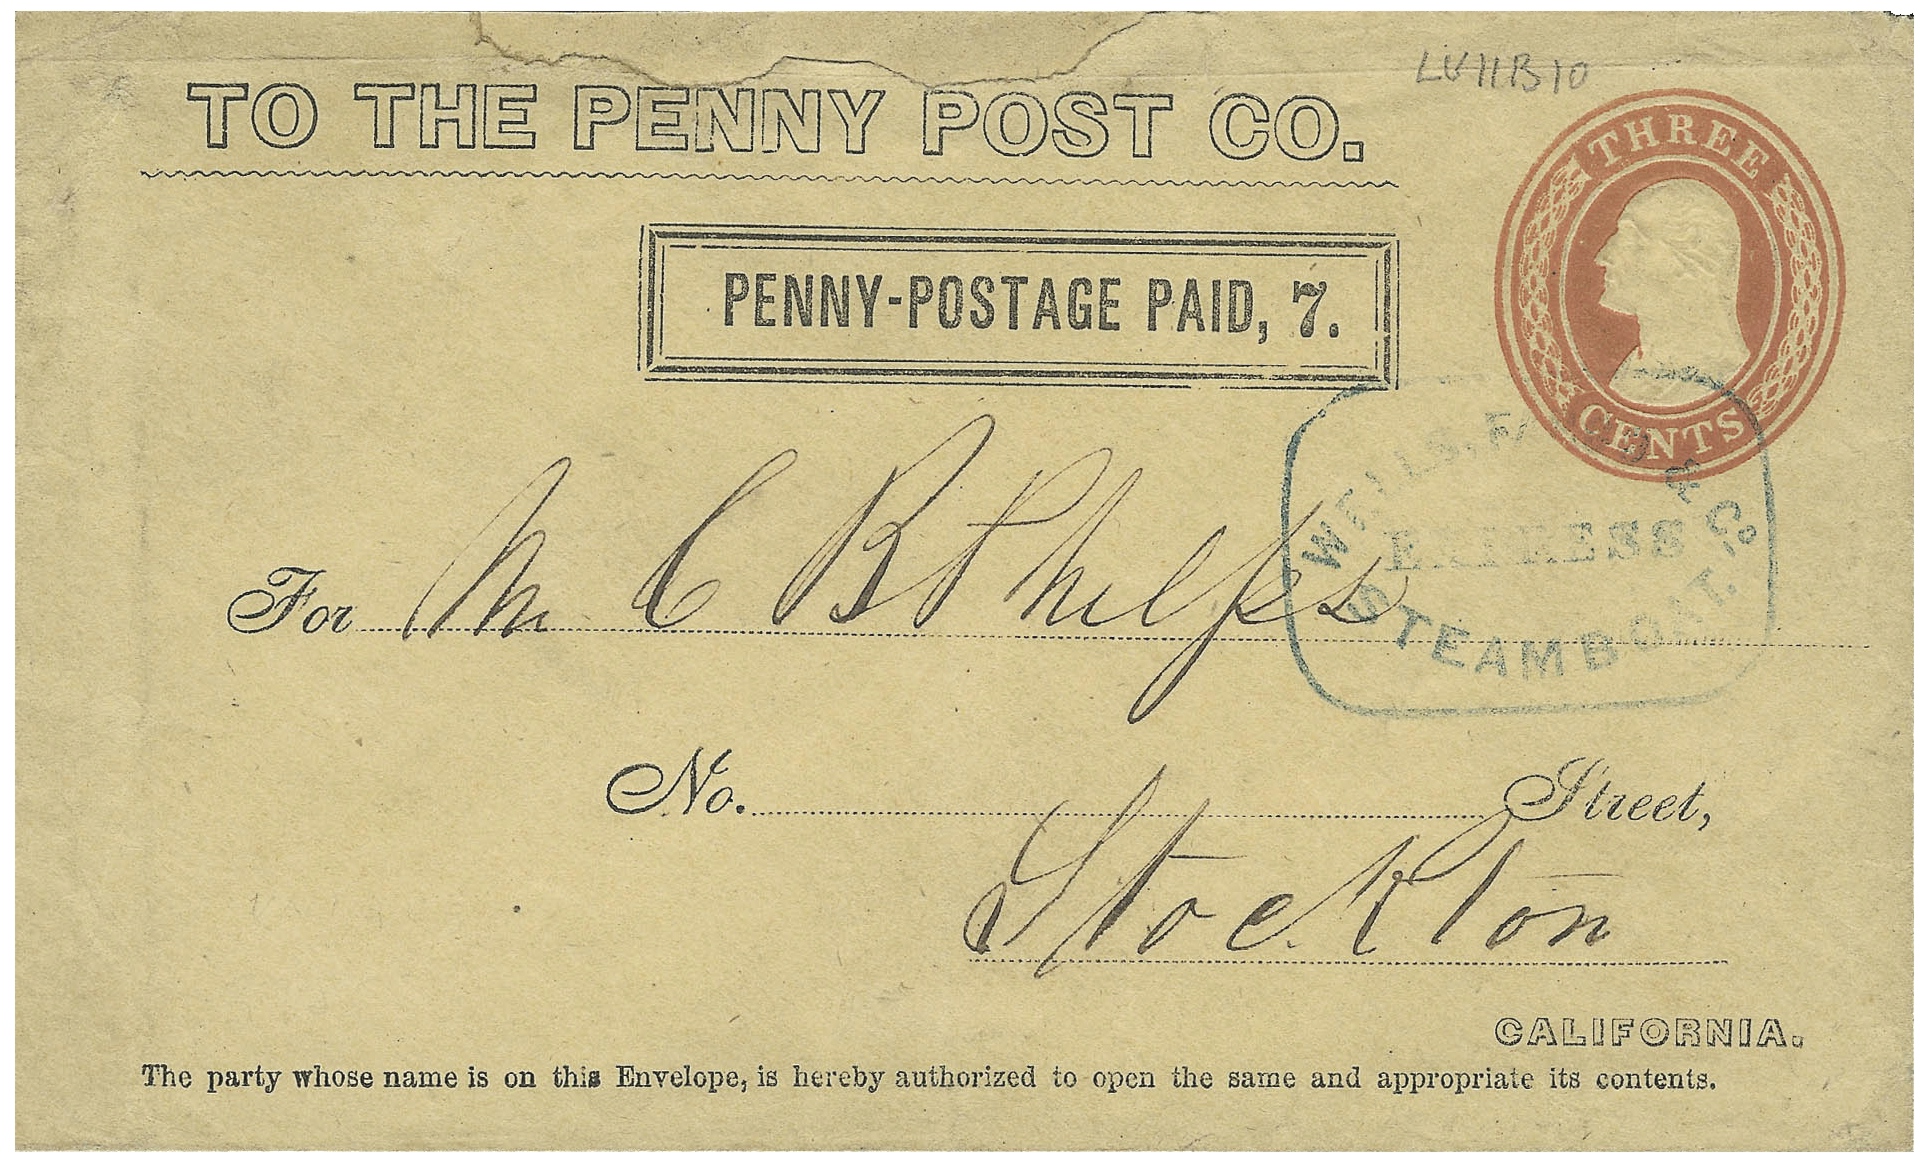 LU11B10
TO THE PENNY POST CO.
THREE
CENTS
PENNY-POSTAGE PAID, 7.
WELLS, FARGO & Co.
EXPRESS
STEAMBOAT
For M C B Phelps
No. Street,
Stockton
CALIFORNIA.
The party whose name is on this Envelope, is hereby authorized to open the same and appropriate its contents.